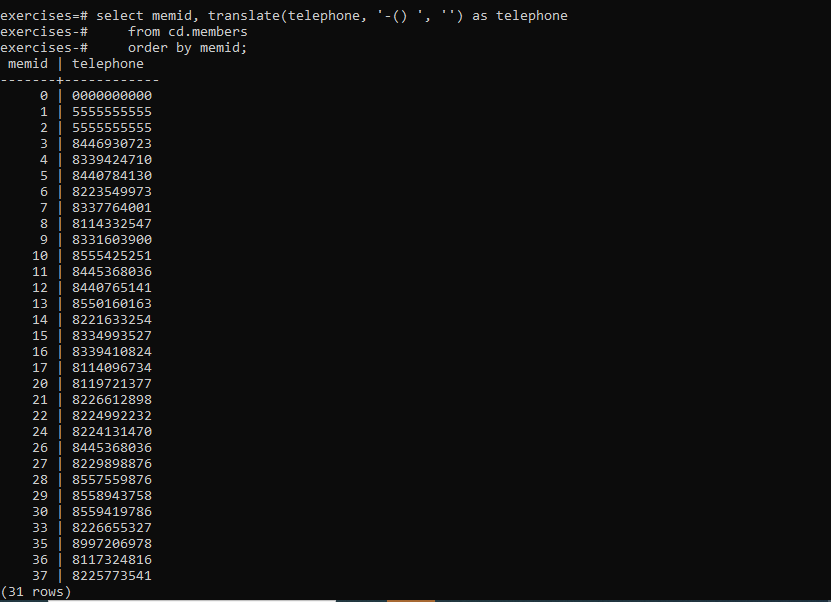 exercises=# select memid, translate(telephone, '-() ', '') as telephone
exercises-#     from cd.members
exercises-#     order by memid;
 memid | telephone
-------+------------
     0 | 0000000000
     1 | 5555555555
     2 | 5555555555
     3 | 8446930723
     4 | 8339424710
     5 | 8440784130
     6 | 8223549973
     7 | 8337764001
     8 | 8114332547
     9 | 8331603900
    10 | 8555425251
    11 | 8445368036
    12 | 8440765141
    13 | 8550160163
    14 | 8221633254
    15 | 8334993527
    16 | 8339410824
    17 | 8114096734
    20 | 8119721377
    21 | 8226612898
    22 | 8224992232
    24 | 8224131470
    26 | 8445368036
    27 | 8229898876
    28 | 8557559876
    29 | 8558943758
    30 | 8559419786
    33 | 8226655327
    35 | 8997206978
    36 | 8117324816
    37 | 8225773541
(31 rows)